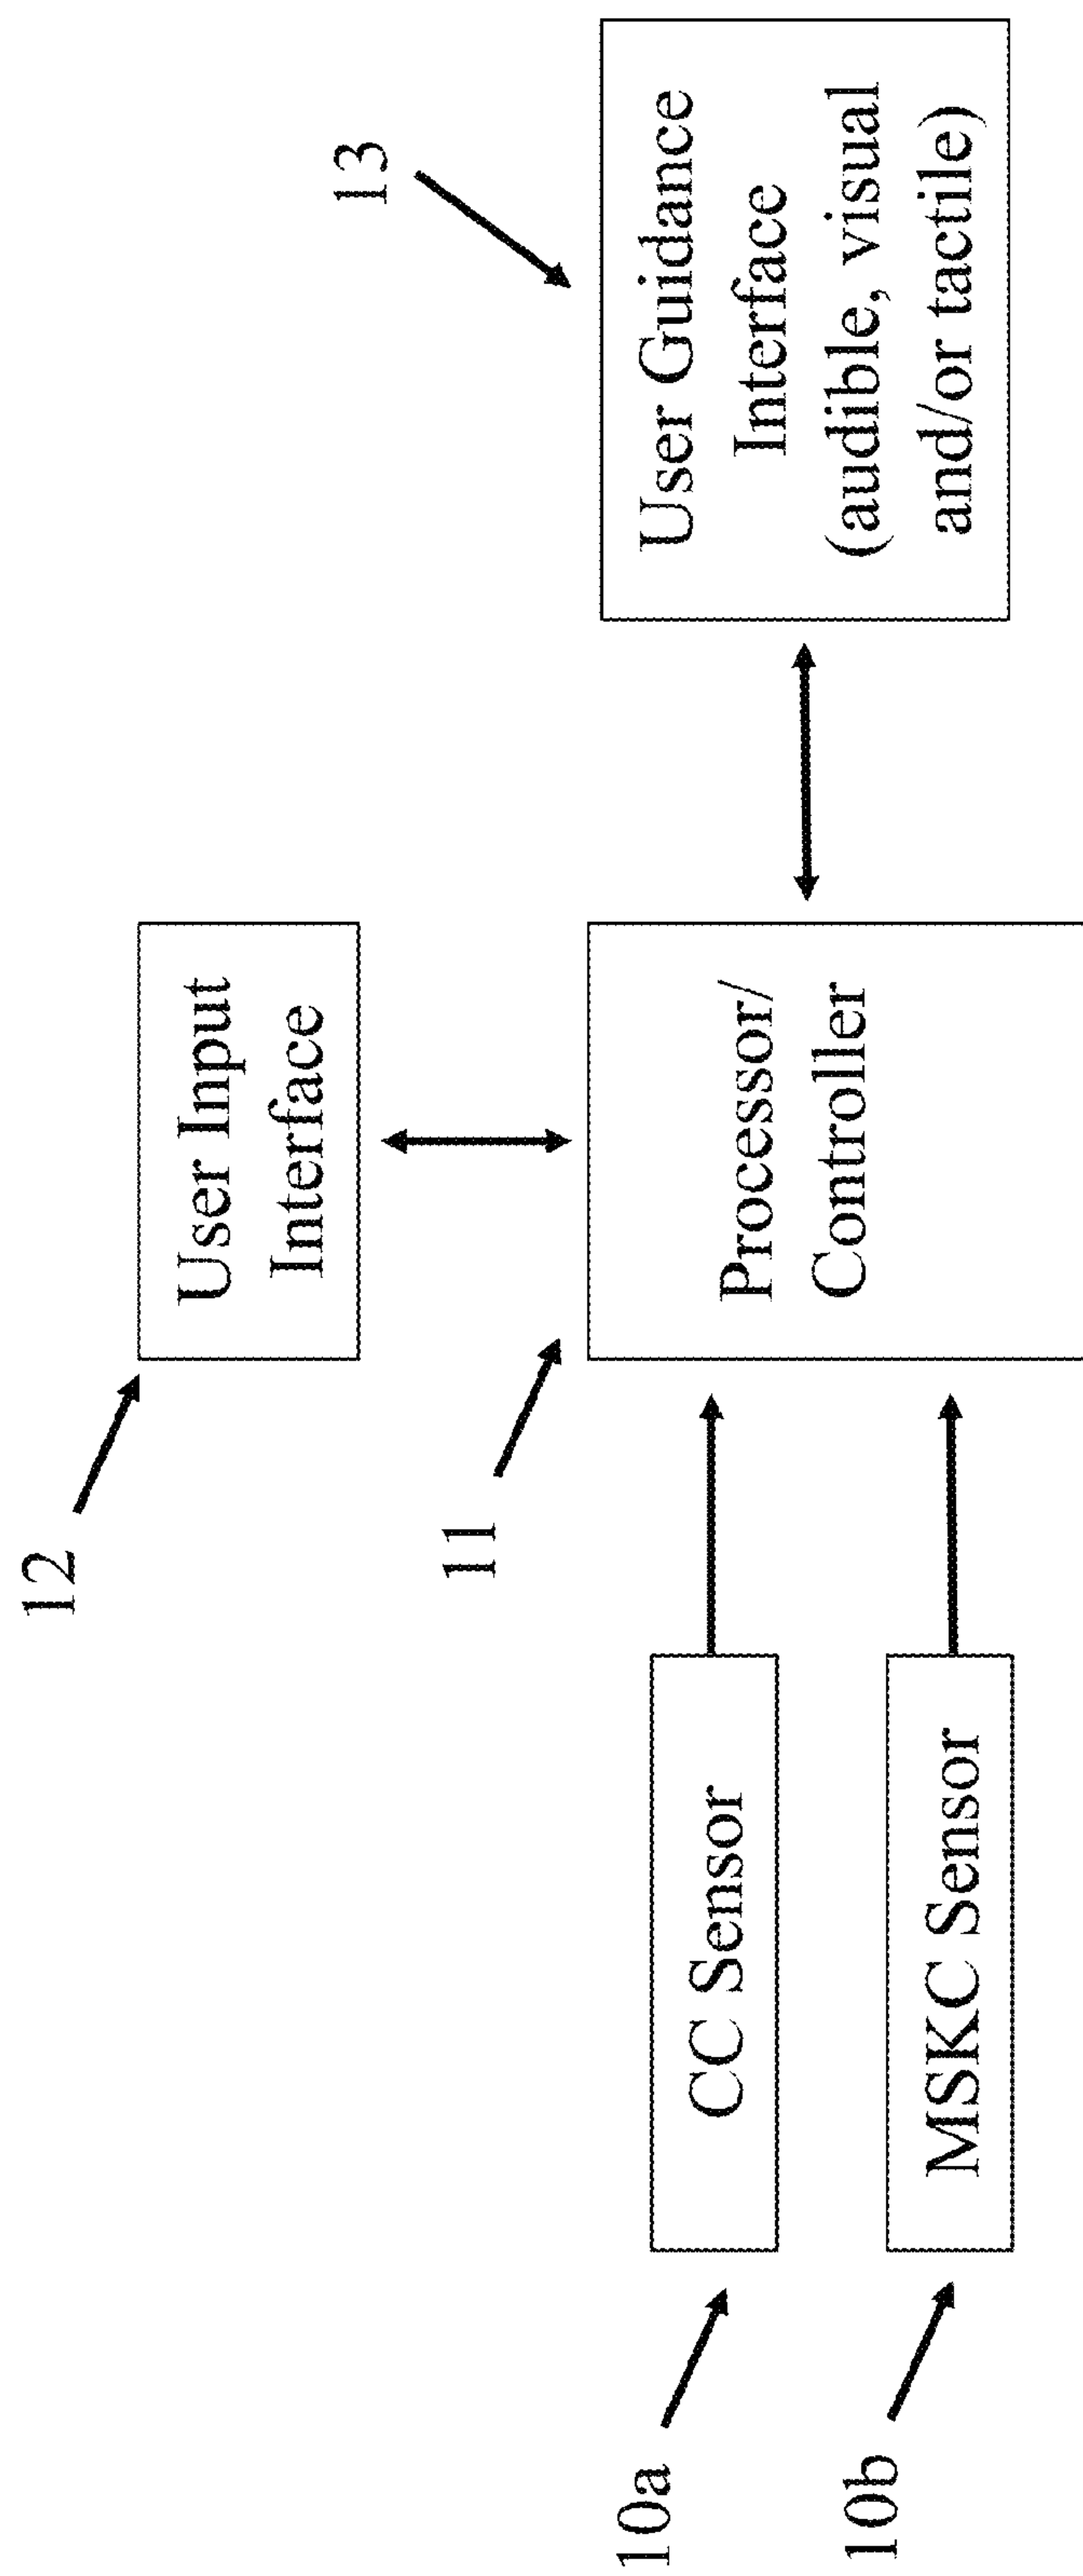 12
User Input
Interface
13
11
10a
CC Sensor
10b
MSKC Sensor
Processor/
Controller
User Guidance
Interface
(audible, visual
and/or tactile)